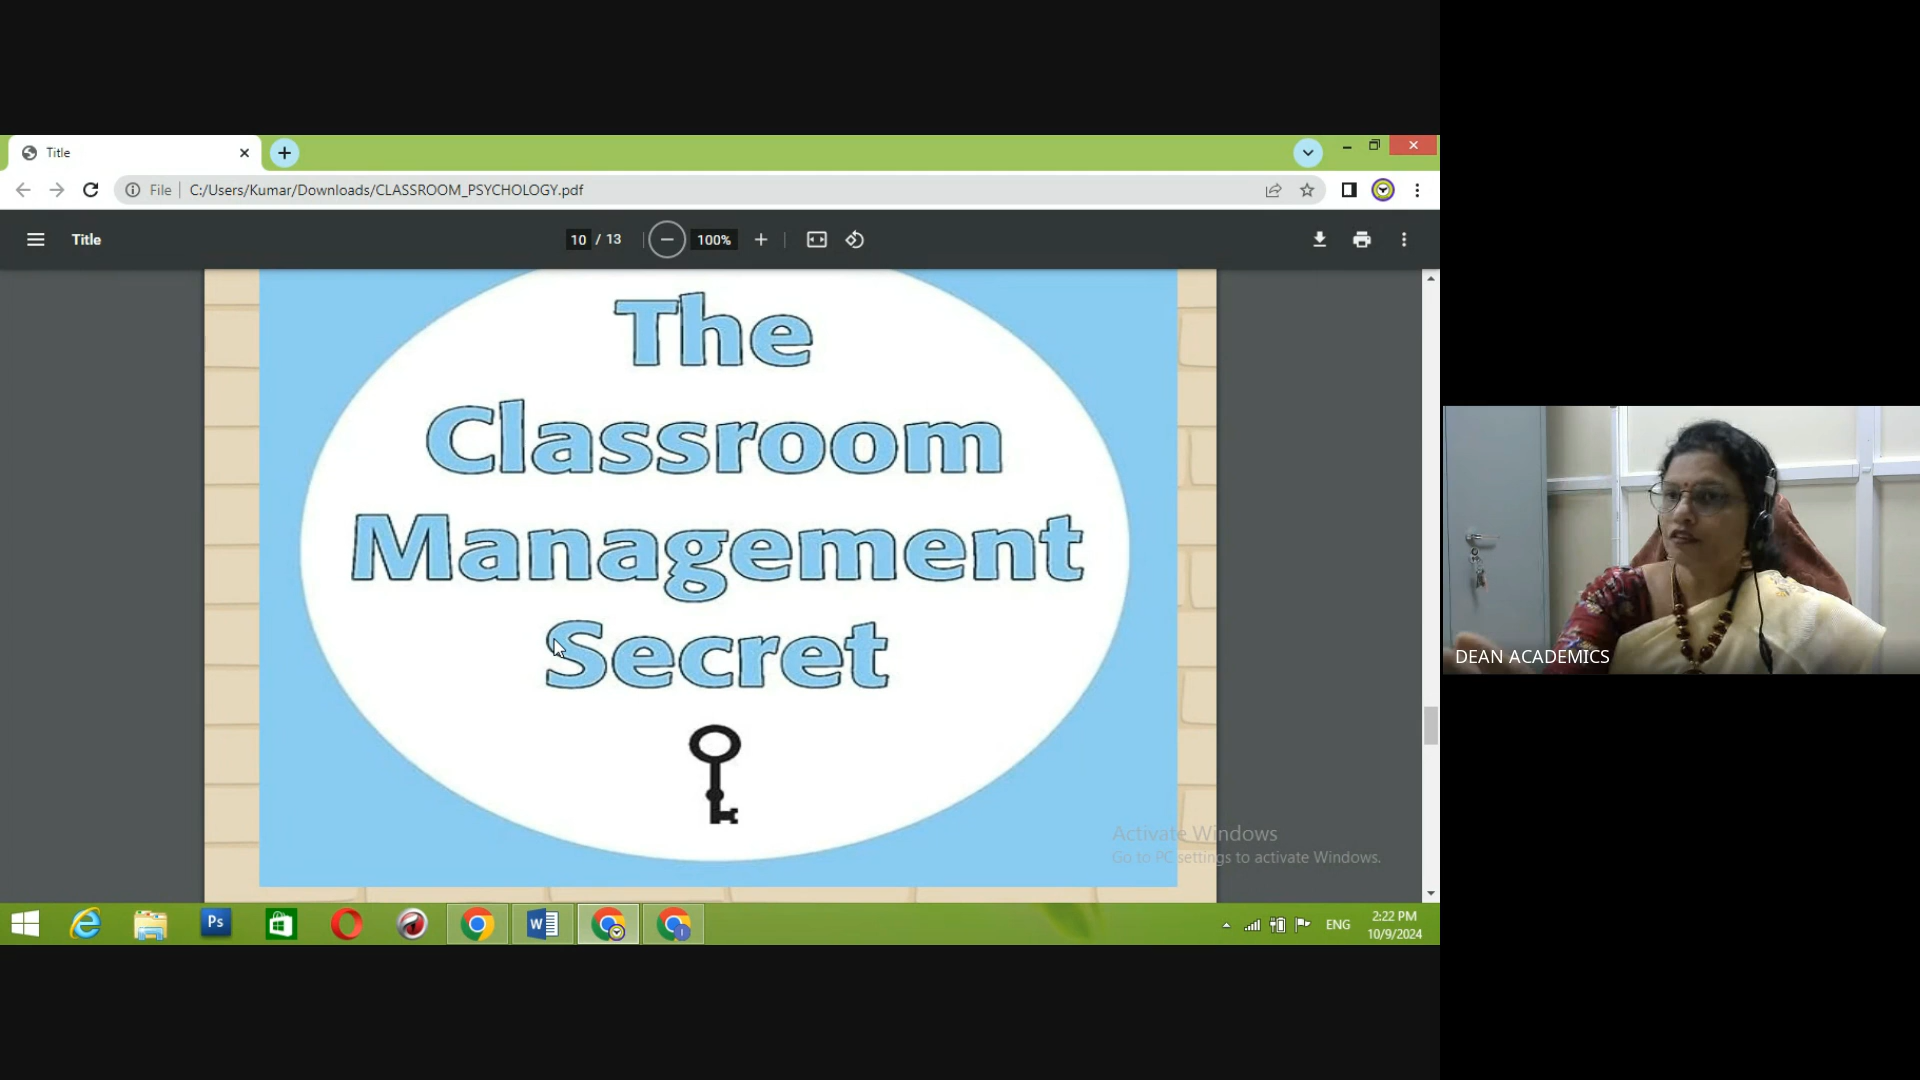 Title
File
C:/Users/Kumar/Downloads/CLASSROOM_PSYCHOLOGY.pdf
Title
10 / 13
100%
The
Classroom
Management
Secret
DEAN ACADEMICS
Activate Windows
Go to PC settings to activate Windows.
Ps
W
ENG
2:22 PM
10/9/2024